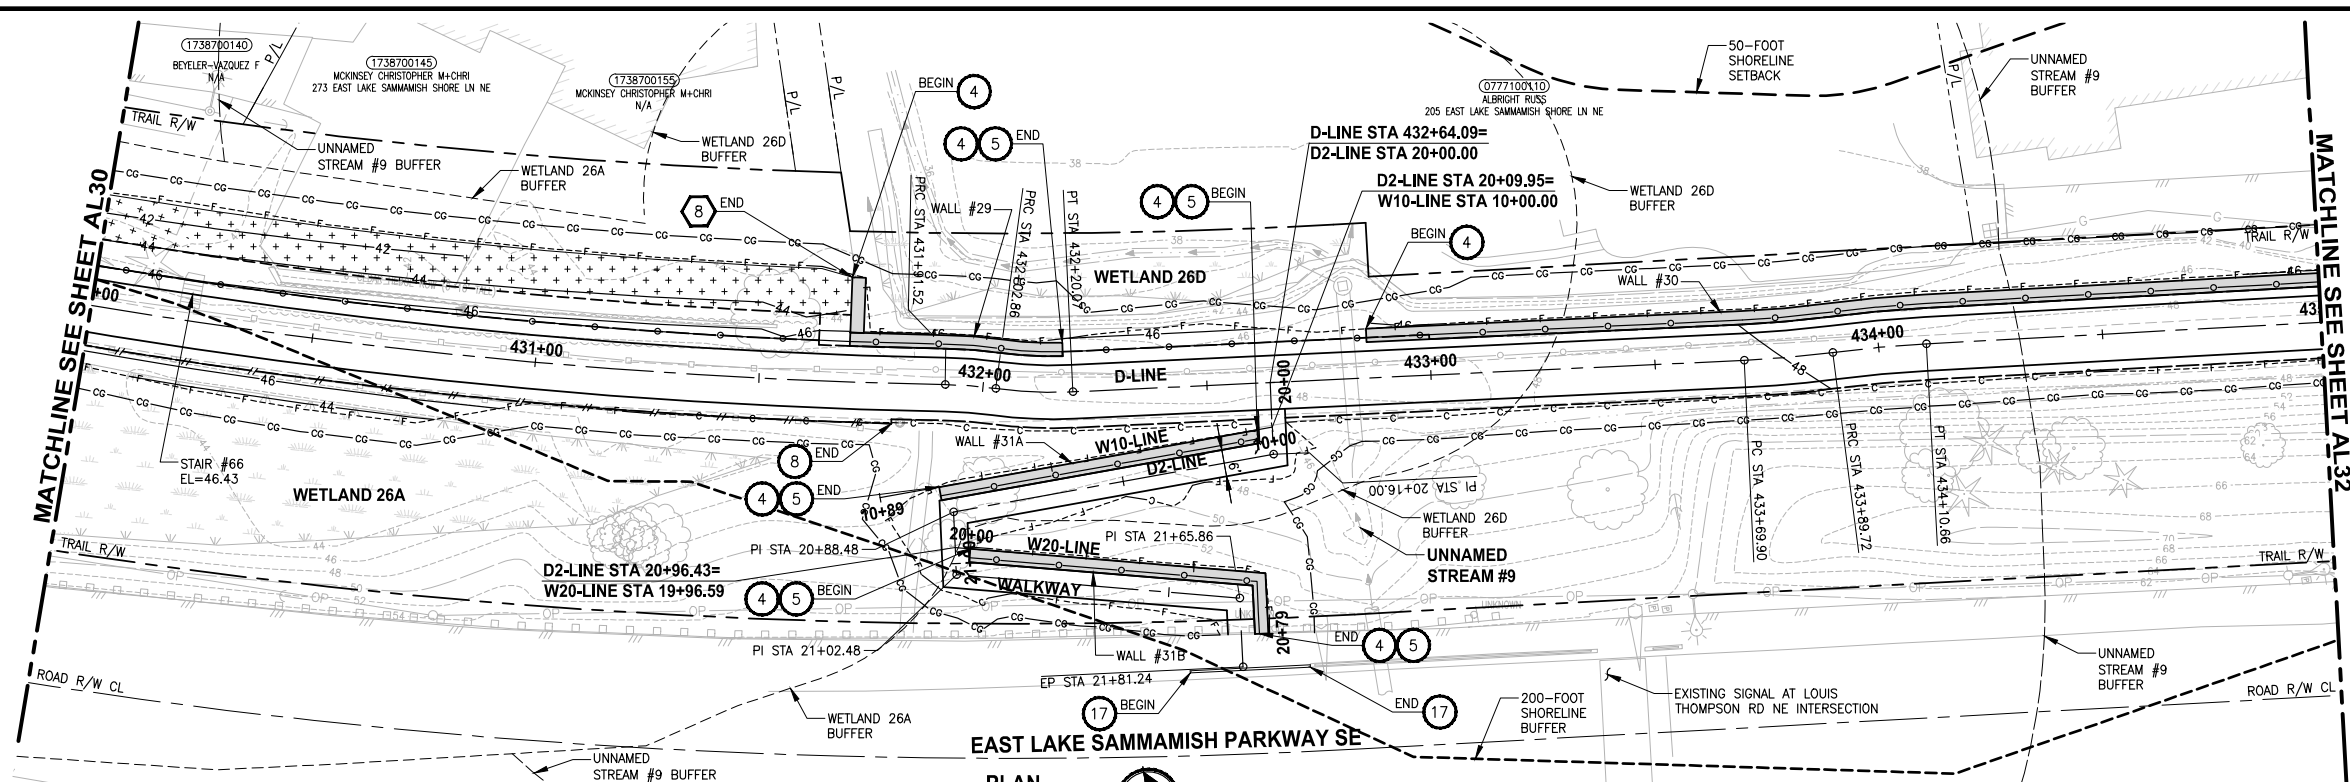 1738700140
BEYELER-VAZQUEZ F
N/A
P/L
1738700145
MCKINSEY CHRISTOPHER M+CHRI
273 EAST LAKE SAMMAMISH SHORE LN NE
1738700155
MCKINSEY CHRISTOPHER M+CHRI
N/A
P/L
P/L
BEGIN 4
4 5 END
0777100110
ALBRIGHT RUSS
205 EAST LAKE SAMMAMISH SHORE LN NE
50-FOOT
SHORELINE
SETBACK
P/L
UNNAMED
STREAM #9
BUFFER
TRAIL R/W
UNNAMED
STREAM #9 BUFFER
WETLAND 26A
BUFFER
WETLAND 26D
BUFFER
8 END
PRC STA 431+91.52
WALL #29
PRC STA 432+02.86
PT STA 432+20.07
4 5 BEGIN
D-LINE STA 432+64.09=
D2-LINE STA 20+00.00
D2-LINE STA 20+09.95=
W10-LINE STA 10+00.00
WETLAND 26D
BUFFER
BEGIN 4
WETLAND 26D
WALL #30
TRAIL R/W
MATCHLINE SEE SHEET AL30
MATCHLINE SEE SHEET AL32
+00
431+00
432+00
D-LINE
20+00
433+00
434+00
43
STAIR #66
EL=46.43
WETLAND 26A
8 END
4 5 END
WALL #31A
W10-LINE
10+00
D2-LINE
6'
10+89
PI STA 20+16.00
WETLAND 26D
BUFFER
UNNAMED
STREAM #9
PC STA 433+69.90
PRC STA 433+89.72
PT STA 434+10.66
TRAIL R/W
PI STA 20+88.48
20+00
W20-LINE
PI STA 21+65.86
D2-LINE STA 20+96.43=
W20-LINE STA 19+96.59
4 5 BEGIN
WALKWAY
20+79
END 4 5
UNKNOWN
TRAIL R/W
PI STA 21+02.48
WALL #31B
EP STA 21+81.24
17 BEGIN
END 17
ROAD R/W CL
WETLAND 26A
BUFFER
200-FOOT
SHORELINE
BUFFER
EXISTING SIGNAL AT LOUIS
THOMPSON RD NE INTERSECTION
UNNAMED
STREAM #9
BUFFER
ROAD R/W CL
EAST LAKE SAMMAMISH PARKWAY SE
UNNAMED
STREAM #9 BUFFER
PLAN